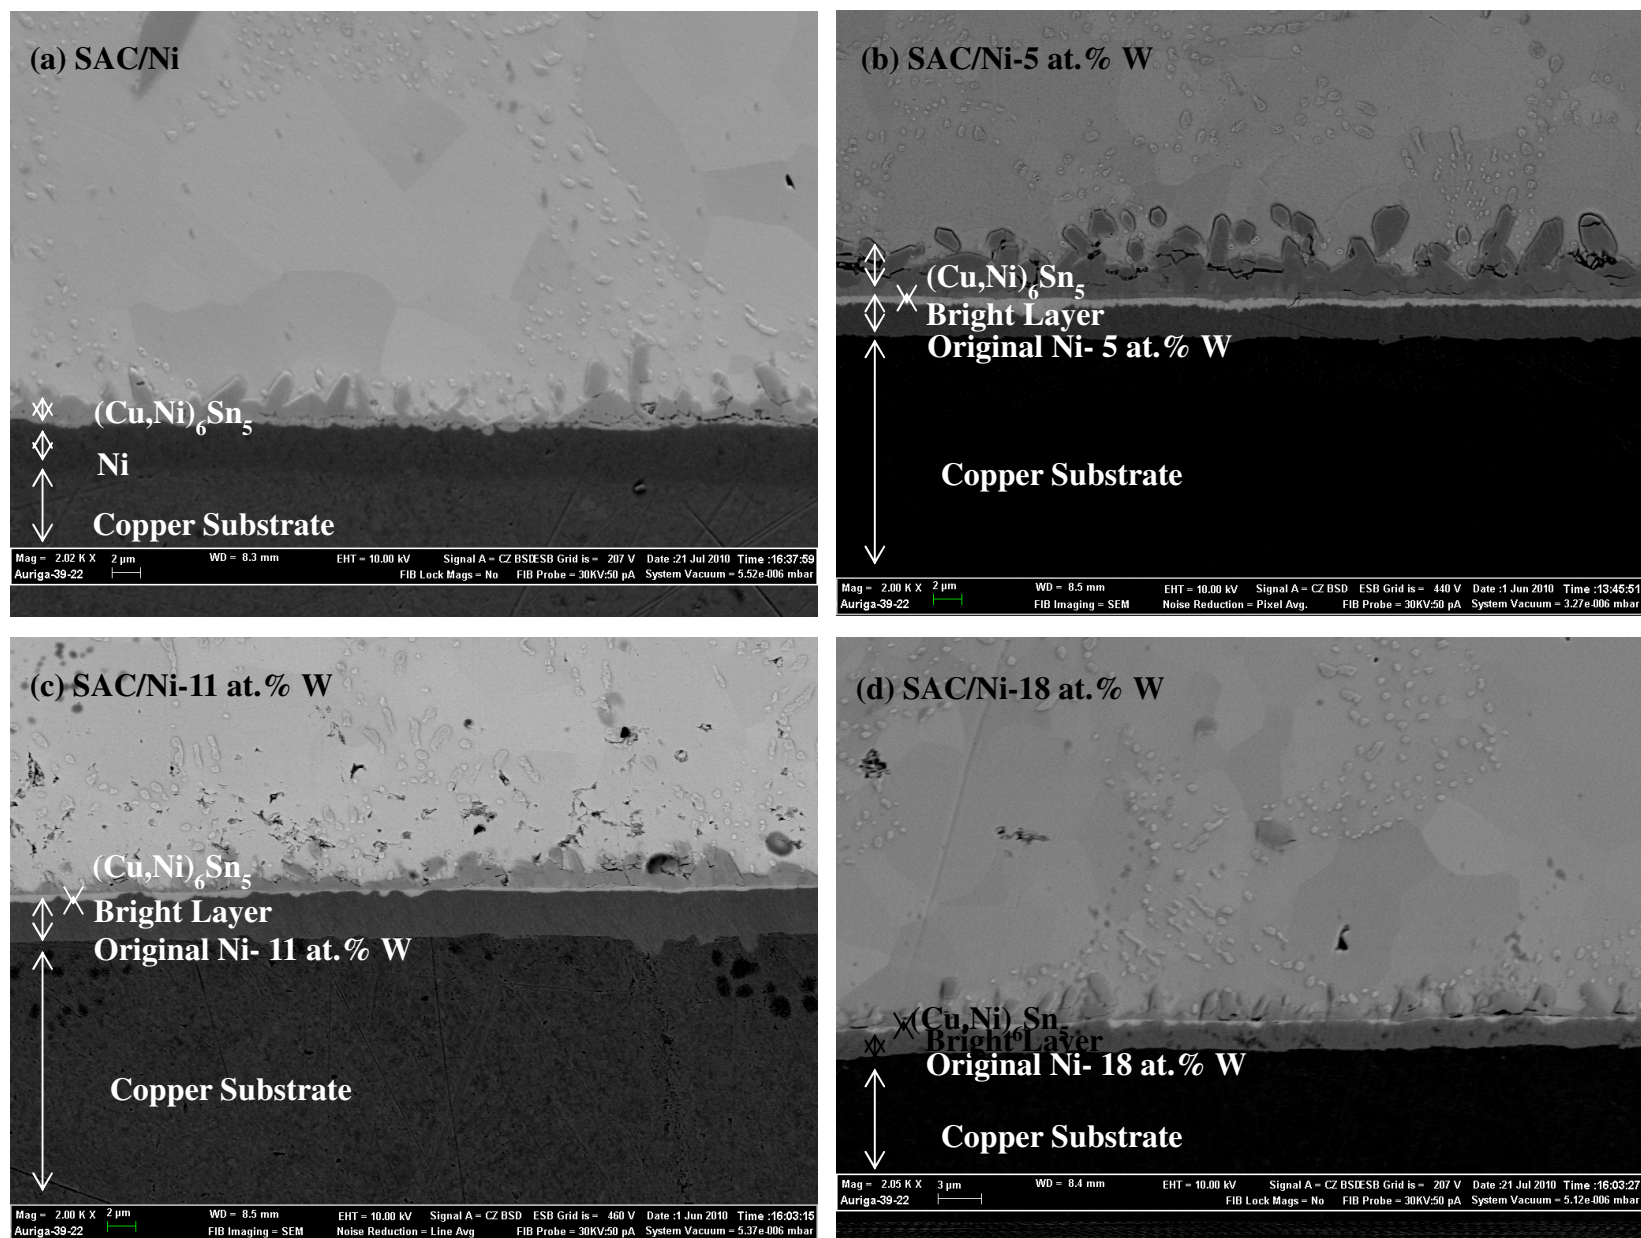 (a) SAC/Ni
(Cu,Ni)6Sn5
Ni
Copper Substrate
Mag = 2.02 K X 2 µm WD = 8.3 mm EHT = 10.00 kV Signal A = CZ BSD ESB Grid is = 207 V Date :21 Jul 2010 Time :16:37:59
Auriga-39-22 FIB Lock Mags = No FIB Probe = 30KV:50 pA System Vacuum = 5.52e-006 mbar
(b) SAC/Ni-5 at.% W
(Cu,Ni)6Sn5
Bright Layer
Original Ni- 5 at.% W
Copper Substrate
Mag = 2.00 K X 2 µm WD = 8.5 mm EHT = 10.00 kV Signal A = CZ BSD ESB Grid is = 440 V Date :1 Jun 2010 Time :13:45:51
Auriga-39-22 FIB Imaging = SEM Noise Reduction = Pixel Avg. FIB Probe = 30KV:50 pA System Vacuum = 3.27e-006 mbar
(c) SAC/Ni-11 at.% W
(Cu,Ni)6Sn5
Bright Layer
Original Ni- 11 at.% W
Copper Substrate
Mag = 2.00 K X 2 µm WD = 8.5 mm EHT = 10.00 kV Signal A = CZ BSD ESB Grid is = 460 V Date :1 Jun 2010 Time :16:03:15
Auriga-39-22 FIB Imaging = SEM Noise Reduction = Line Avg FIB Probe = 30KV:50 pA System Vacuum = 5.37e-006 mbar
(d) SAC/Ni-18 at.% W
(Cu,Ni)6Sn5
Bright Layer
Original Ni- 18 at.% W
Copper Substrate
Mag = 2.05 K X 3 µm WD = 8.4 mm EHT = 10.00 kV Signal A = CZ BSD ESB Grid is = 207 V Date :21 Jul 2010 Time :16:03:27
Auriga-39-22 FIB Lock Mags = No FIB Probe = 30KV:50 pA System Vacuum = 5.12e-006 mbar